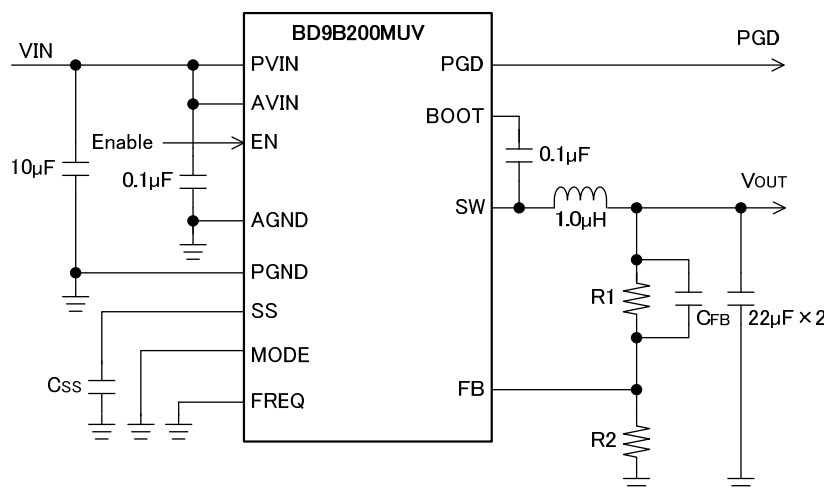 BD9B200MUV
VIN
PVIN
PGD
PGD
AVIN
BOOT
Enable
EN
10µF
0.1µF
0.1µF
VOUT
SW
1.0µH
AGND
PGND
SS
R1
CFB
22µF×2
MODE
CSS
FB
FREQ
R2